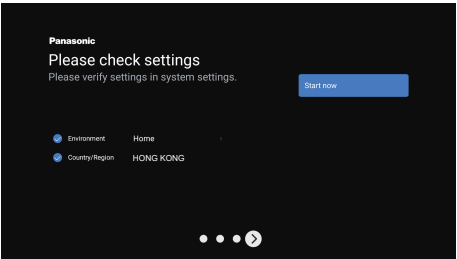 Panasonic
Please check settings
Please verify settings in system settings.
Start now
Environment Home
Country/Region HONG KONG